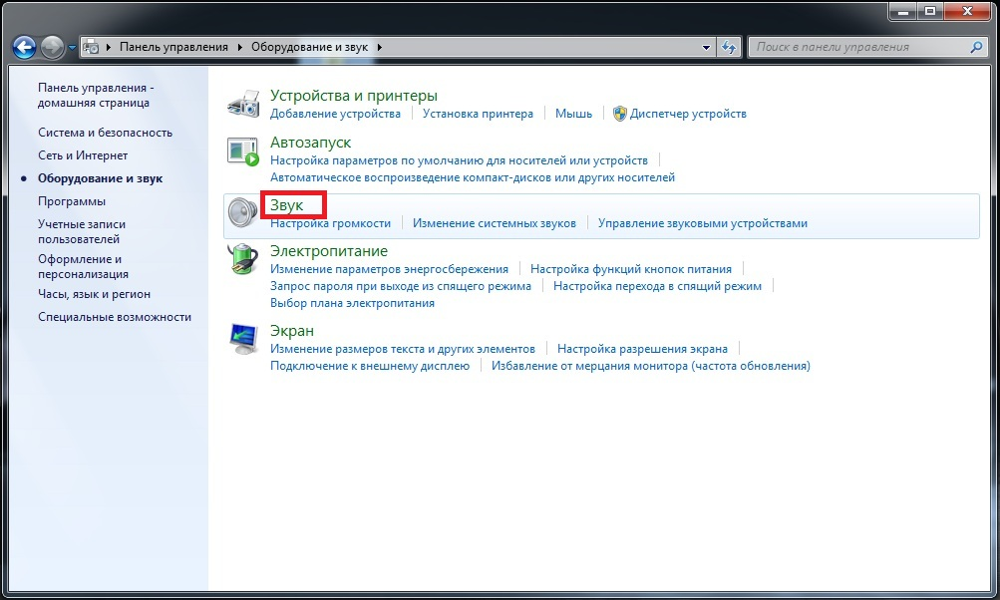 Панель управления Оборудование и звук
Поиск в панели управления
Панель управления -
домашняя страница
Система и безопасность
Сеть и Интернет
Оборудование и звук
Программы
Учетные записи
пользователей
Оформление и
персонализация
Часы, язык и регион
Специальные возможности
Устройства и принтеры
Добавление устройства Установка принтера Мышь Диспетчер устройств
Автозапуск
Настройка параметров по умолчанию для носителей или устройств
Автоматическое воспроизведение компакт-дисков или других носителей
Звук
Настройка громкости Изменение системных звуков Управление звуковыми устройствами
Электропитание
Изменение параметров энергосбережения Настройка функций кнопок питания
Запрос пароля при выходе из спящего режима Настройка перехода в спящий режим
Выбор плана электропитания
Экран
Изменение размеров текста и других элементов Настройка разрешения экрана
Подключение к внешнему дисплею Избавление от мерцания монитора (частота обновления)